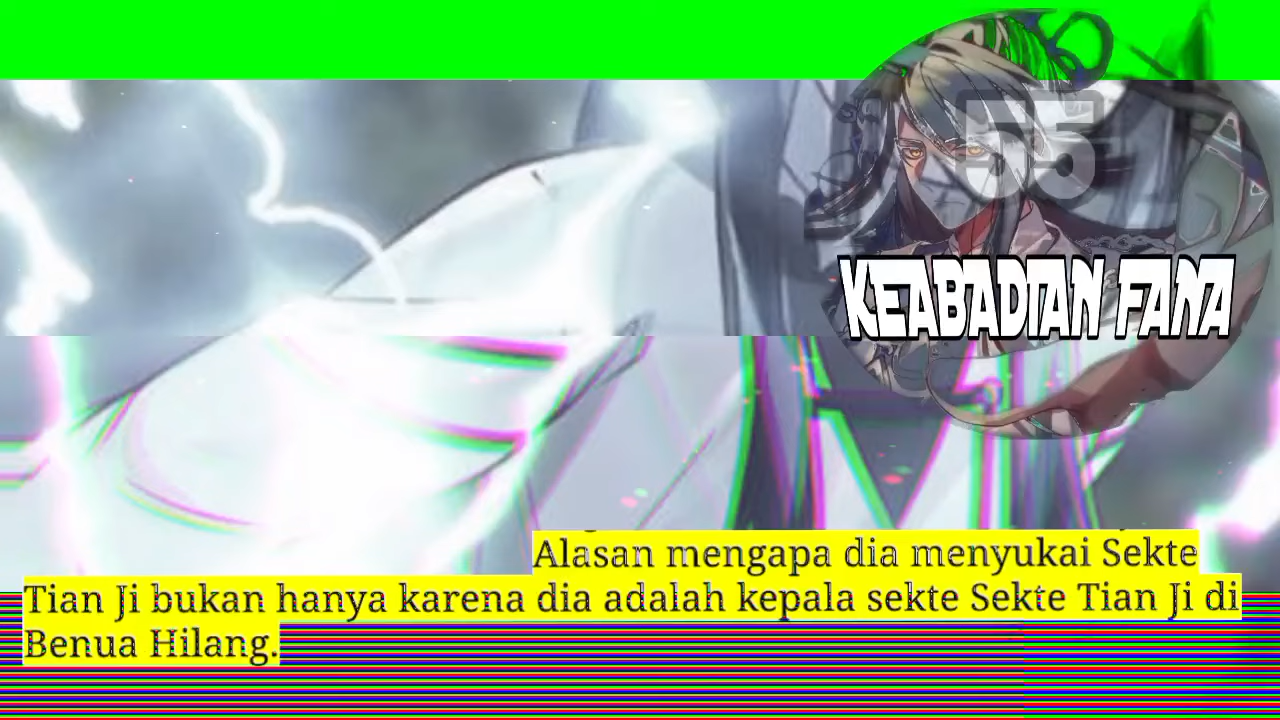 55
KEABADIAN FANA
Alasan mengapa dia menyukai Sekte
Tian Ji bukan hanya karena dia adalah kepala sekte Sekte Tian Ji di
Benua Hilang.